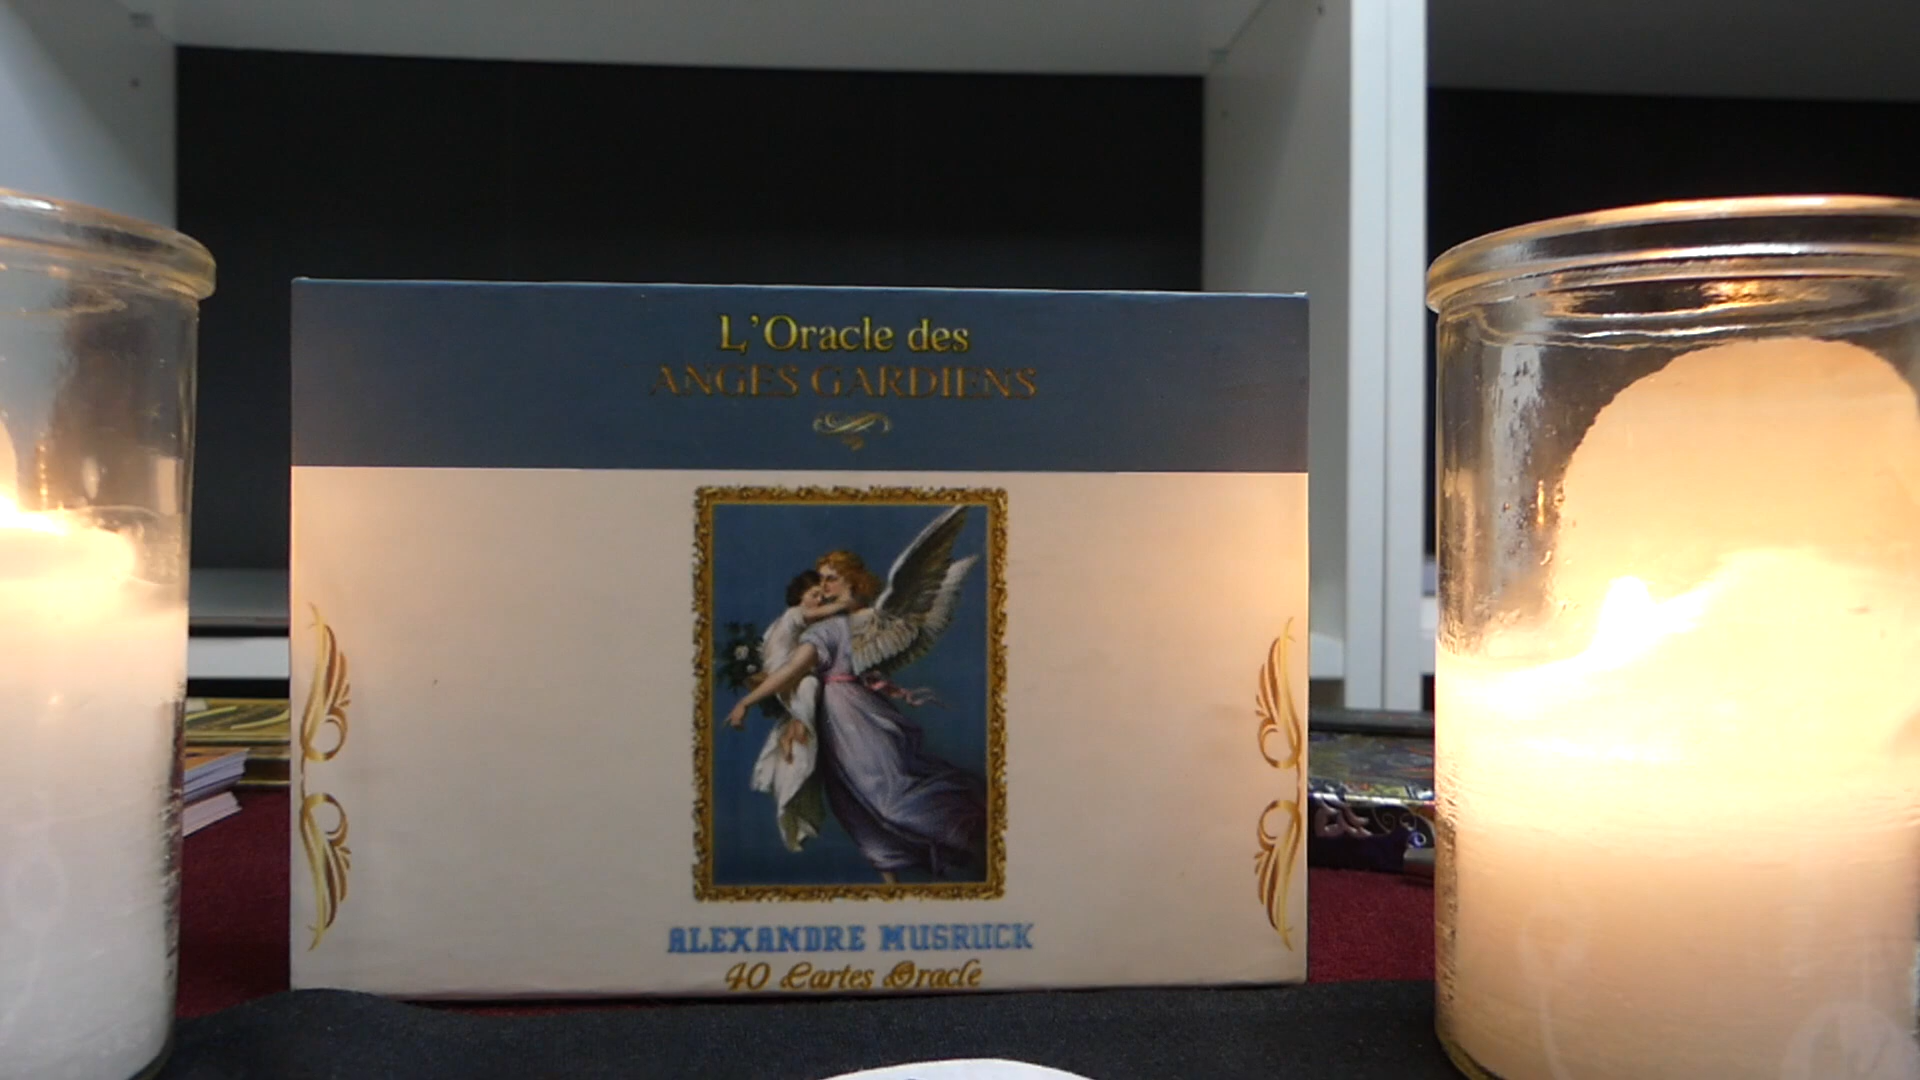 L'Oracle des
ANGES GARDIENS
ALEXANDRE MUSRUCK
40 Cartes Oracle